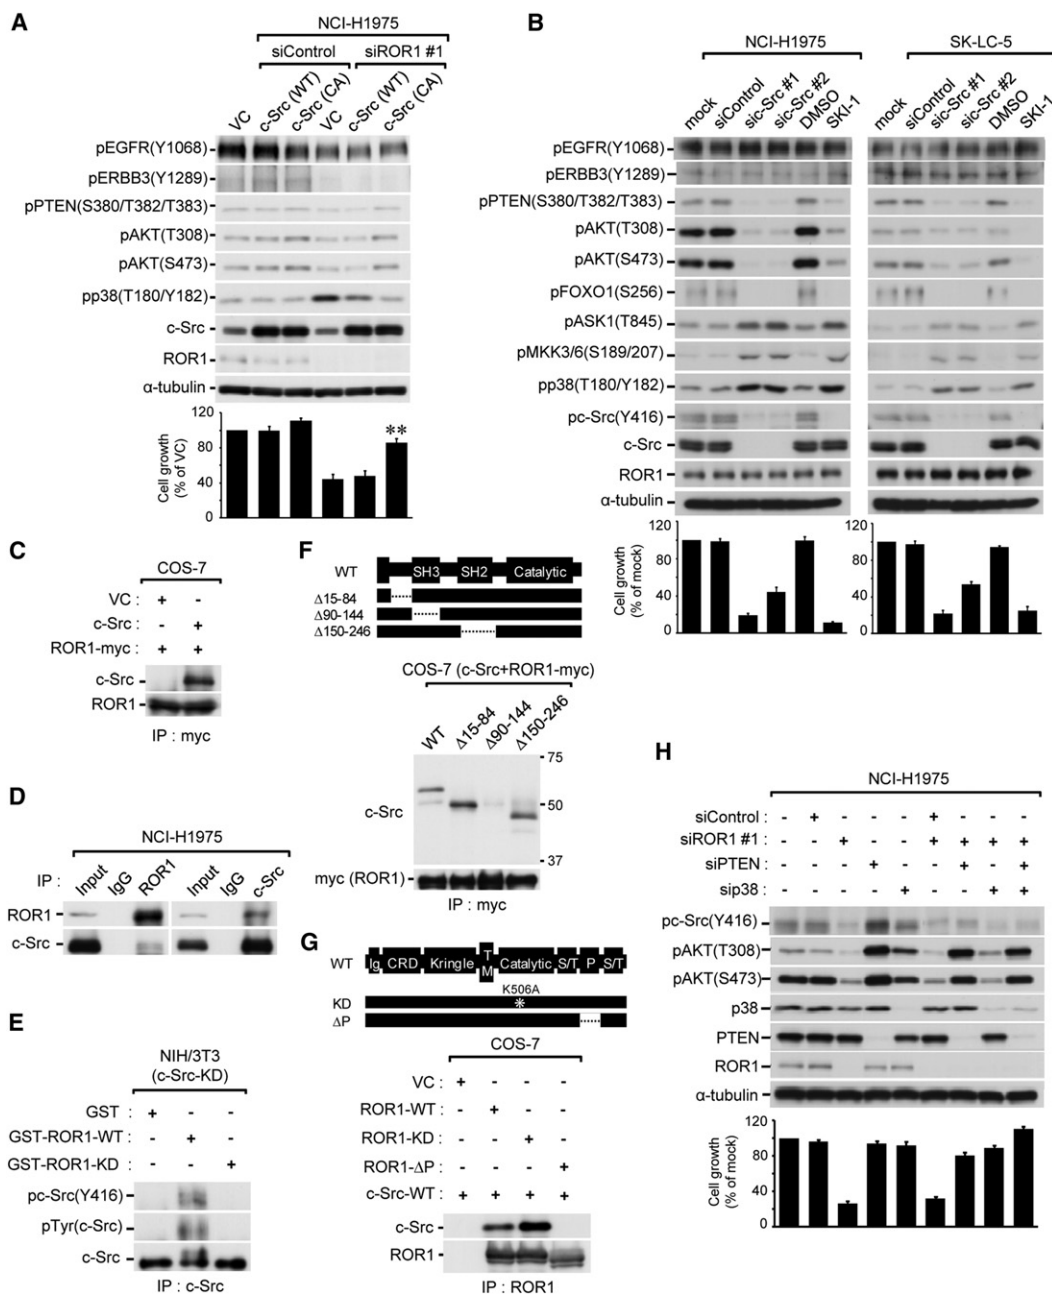 A
NCI-H1975
siControl
siROR1 #1
VC
c-Src (WT)
c-Src (CA)
VC
c-Src (WT)
c-Src (CA)
pEGFR(Y1068)
pERBB3(Y1289)
pPTEN(S380/T382/T383)
pAKT(T308)
pAKT(S473)
pp38(T180/Y182)
c-Src
ROR1
α-tubulin
Cell growth
(% of VC)
120
80
40
0
**
B
NCI-H1975
SK-LC-5
mock
siControl
sic-Src #1
sic-Src #2
DMSO
SKI-1
mock
siControl
sic-Src #1
sic-Src #2
DMSO
SKI-1
pEGFR(Y1068)
pERBB3(Y1289)
pPTEN(S380/T382/T383)
pAKT(T308)
pAKT(S473)
pFOXO1(S256)
pASK1(T845)
pMKK3/6(S189/207)
pp38(T180/Y182)
pc-Src(Y416)
c-Src
ROR1
α-tubulin
Cell growth
(% of mock)
120
80
40
0
120
80
40
0
C
COS-7
VC : + -
c-Src : - +
ROR1-myc : + +
c-Src
ROR1
IP : myc
D
NCI-H1975
IP :
Input
IgG
ROR1
Input
IgG
c-Src
ROR1
c-Src
E
NIH/3T3
(c-Src-KD)
GST : + - -
GST-ROR1-WT : - + -
GST-ROR1-KD : - - +
pc-Src(Y416)
pTyr(c-Src)
c-Src
IP : c-Src
F
WT
SH3
SH2
Catalytic
Δ15-84
Δ90-144
Δ150-246
COS-7 (c-Src+ROR1-myc)
WT
Δ15-84
Δ90-144
Δ150-246
75
c-Src
50
37
myc (ROR1)
IP : myc
G
WT
Ig
CRD
Kringle
TM
Catalytic
S/T
P
S/T
K506A
KD
*
ΔP
COS-7
VC : + - - -
ROR1-WT : - + - -
ROR1-KD : - - + -
ROR1-ΔP : - - - +
c-Src-WT : + + + +
c-Src
ROR1
IP : ROR1
H
NCI-H1975
siControl : - + - - - + - - -
siROR1 #1 : - - + - - + + + +
siPTEN : - - - + - - + - +
sip38 : - - - - + - - + +
pc-Src(Y416)
pAKT(T308)
pAKT(S473)
p38
PTEN
ROR1
α-tubulin
Cell growth
(% of mock)
120
80
40
0